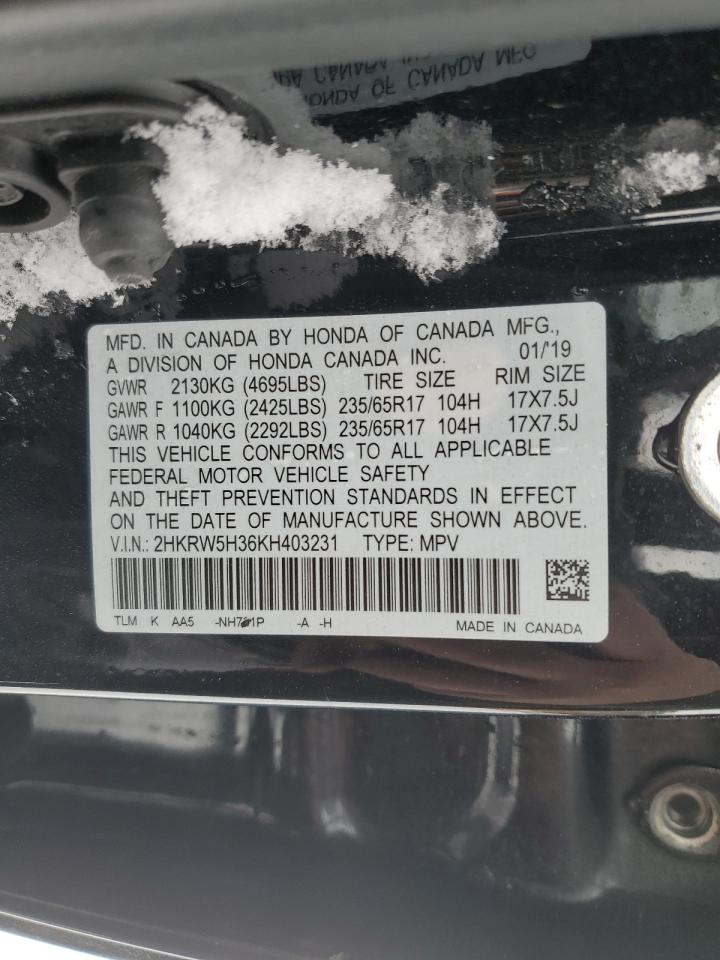 MFD. IN CANADA BY HONDA OF CANADA MFG.,
A DIVISION OF HONDA CANADA INC. 01/'19
GVWR 2130KG (4695LBS) TIRE SIZE RIM SIZE
GAWR F 1100KG (2425LBS) 235/65R17 104H 17X7.5J
GAWR R 1040KG (2292LBS) 235/65R17 104H 17X7.5J
THIS VEHICLE CONFORMS TO ALL APPLICABLE
FEDERAL MOTOR VEHICLE SAFETY
AND THEFT PREVENTION STANDARDS IN EFFECT
ON THE DATE OF MANUFACTURE SHOWN ABOVE.
V.I.N.: 2HKRW5H36KH403231 TYPE: MPV
TLM K AA5 -A -H MADE IN CANADA